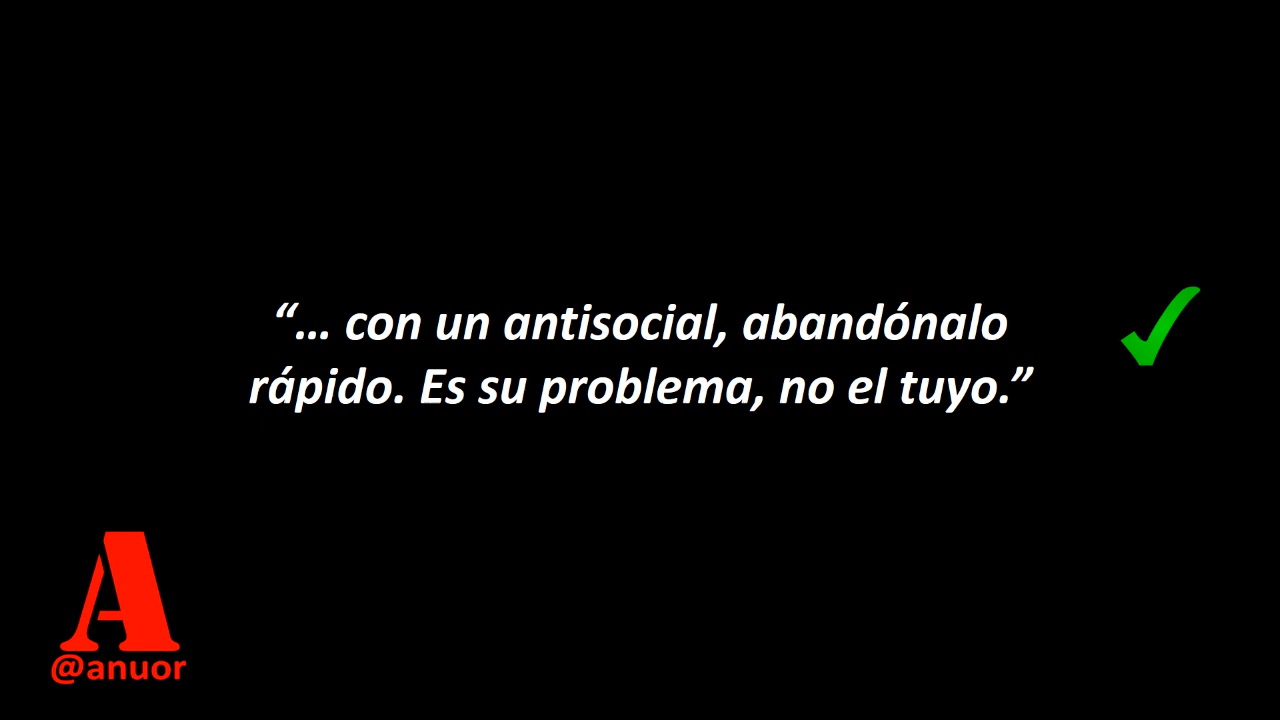 “… con un antisocial, abandónalo
rápido. Es su problema, no el tuyo.”
A
@anuor